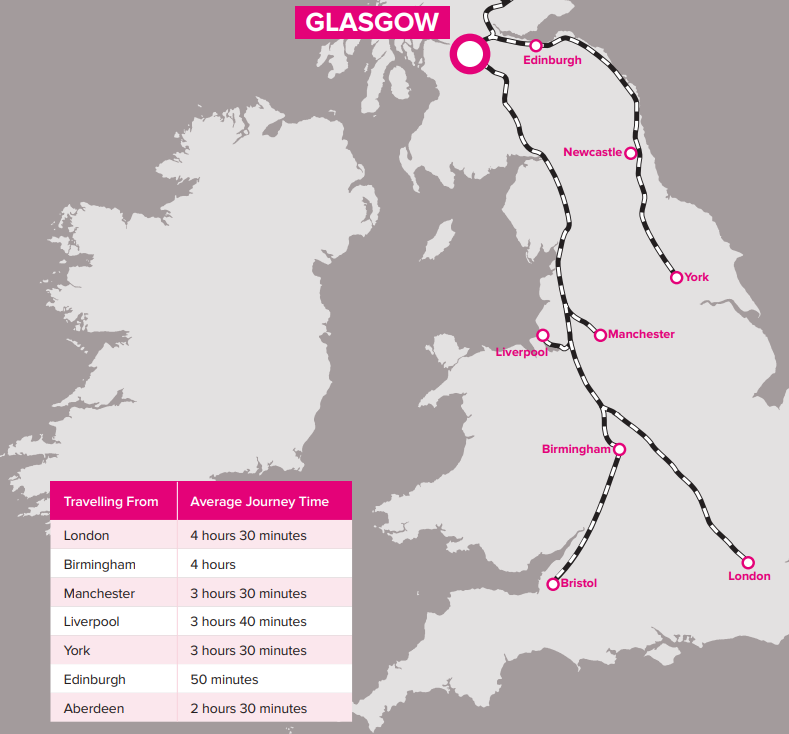 GLASGOW
Edinburgh
Newcastle
York
Manchester
Liverpool
Birmingham
Bristol
London
Travelling From Average Journey Time
London 4 hours 30 minutes
Birmingham 4 hours
Manchester 3 hours 30 minutes
Liverpool 3 hours 40 minutes
York 3 hours 30 minutes
Edinburgh 50 minutes
Aberdeen 2 hours 30 minutes